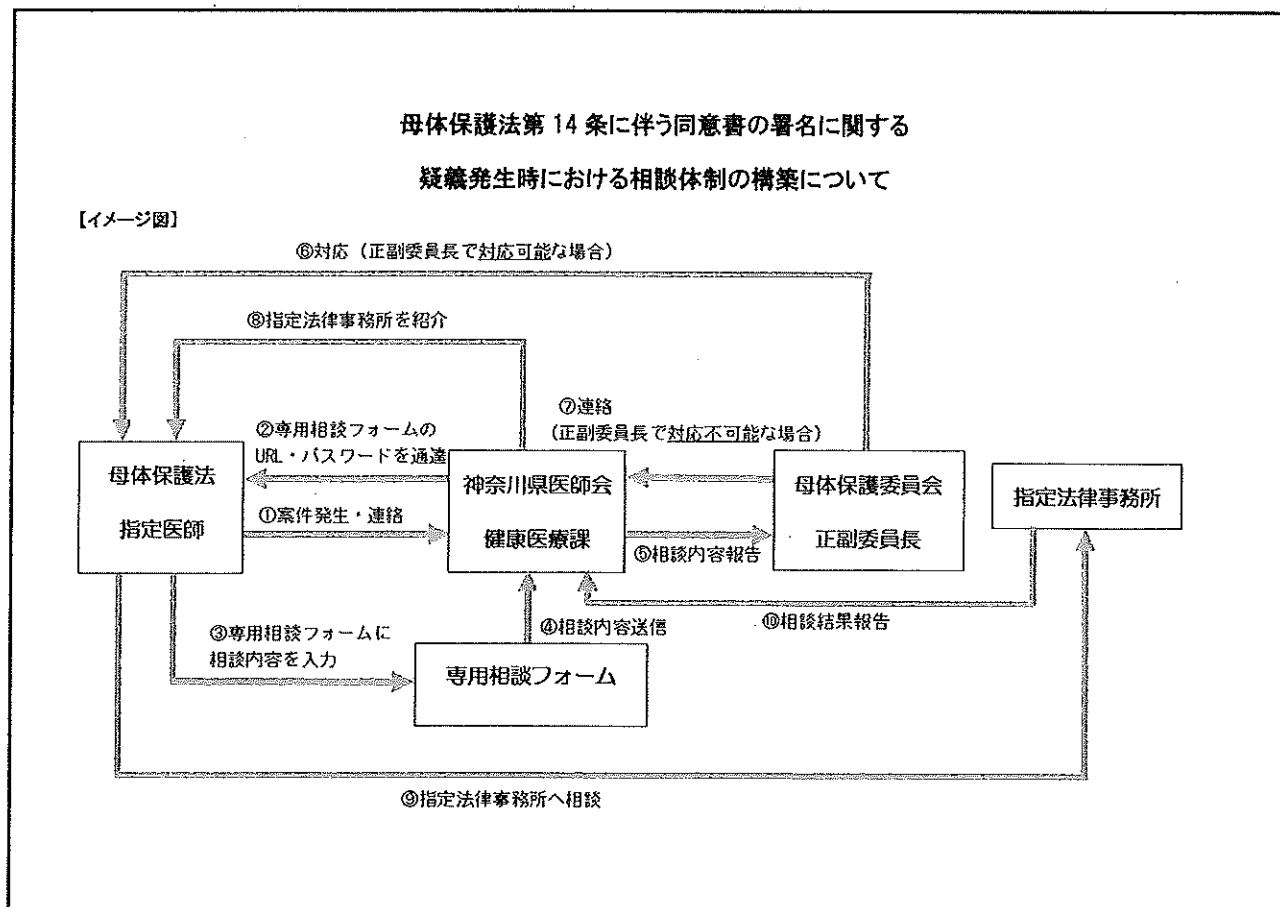 母体保護法第14条に伴う同意書の署名に関する
疑義発生時における相談体制の構築について
【イメージ図】
⑥対応（正副委員長で対応可能な場合）
⑧指定法律事務所を紹介
⑦連絡
（正副委員長で対応不可能な場合）
②専用相談フォームの
URL・パスワードを通達
母体保護法
指定医師
①案件発生・連絡
神奈川県医師会
健康医療課
母体保護委員会
正副委員長
指定法律事務所
⑤相談内容報告
③専用相談フォームに
相談内容を入力
④相談内容送信
⑩相談結果報告
専用相談フォーム
⑨指定法律事務所へ相談